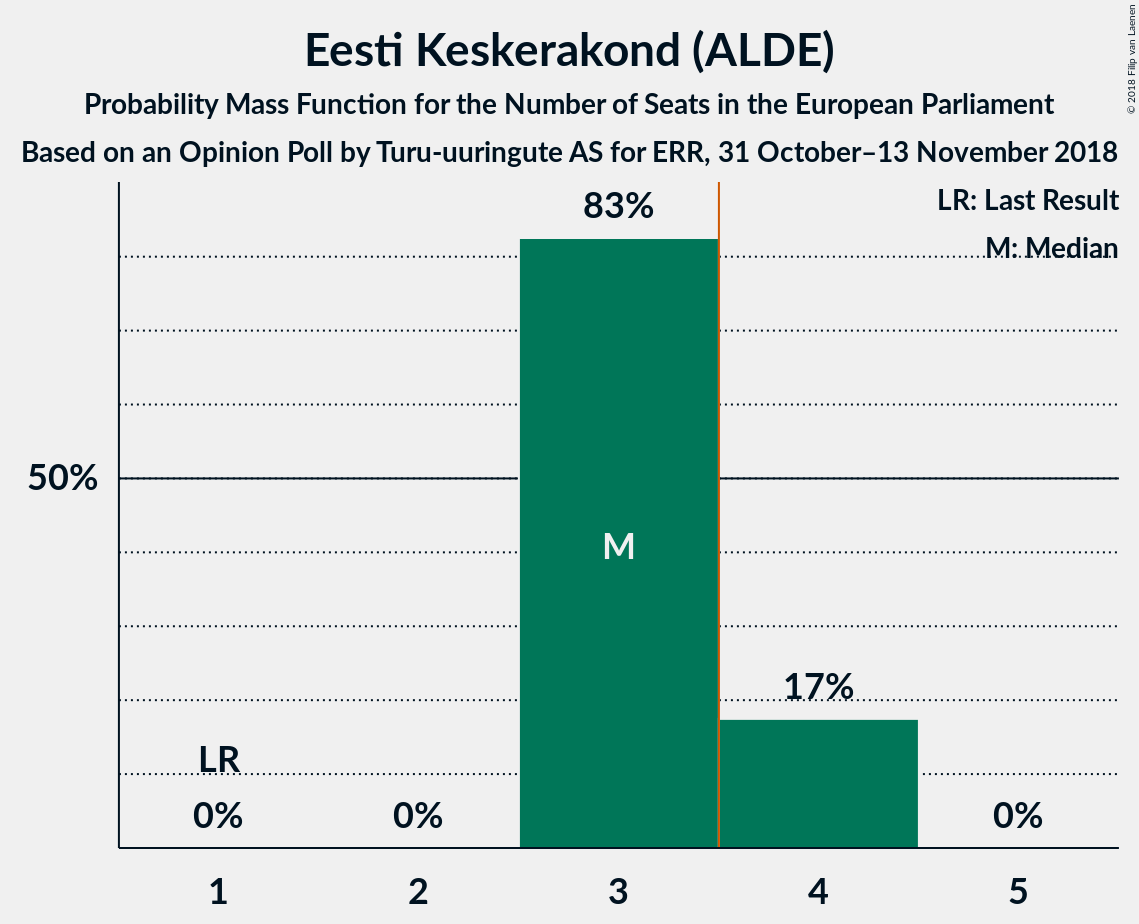 Eesti Keskerakond (ALDE)
Probability Mass Function for the Number of Seats in the European Parliament
Based on an Opinion Poll by Turu-uuringute AS for ERR, 31 October–13 November 2018
© 2018 Filip van Laenen
LR: Last Result
M: Median
83%
50%
M
17%
LR
0%
0%
0%
1
2
3
4
5